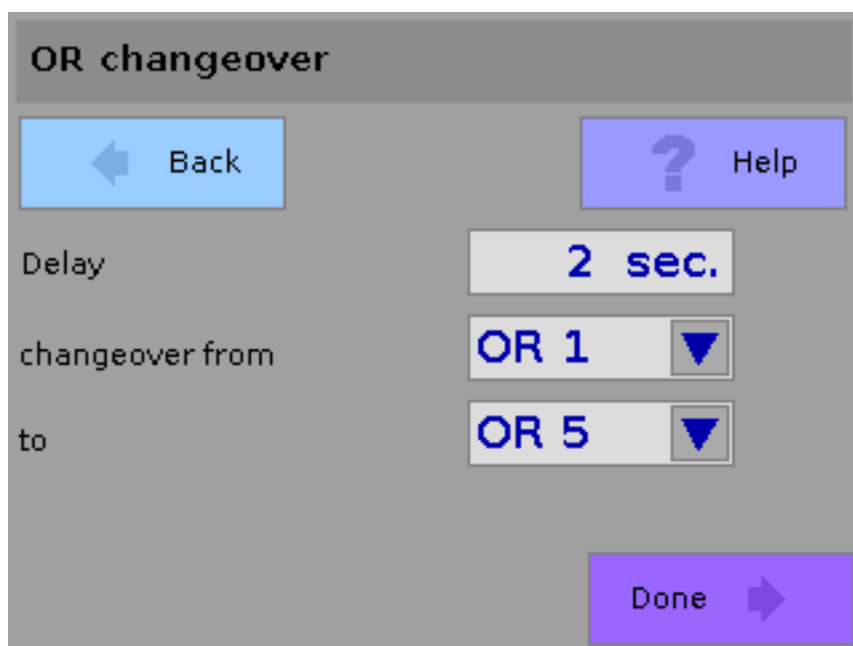 OR changeover
Back
? Help
Delay 2 sec.
changeover from OR 1
to OR 5
Done